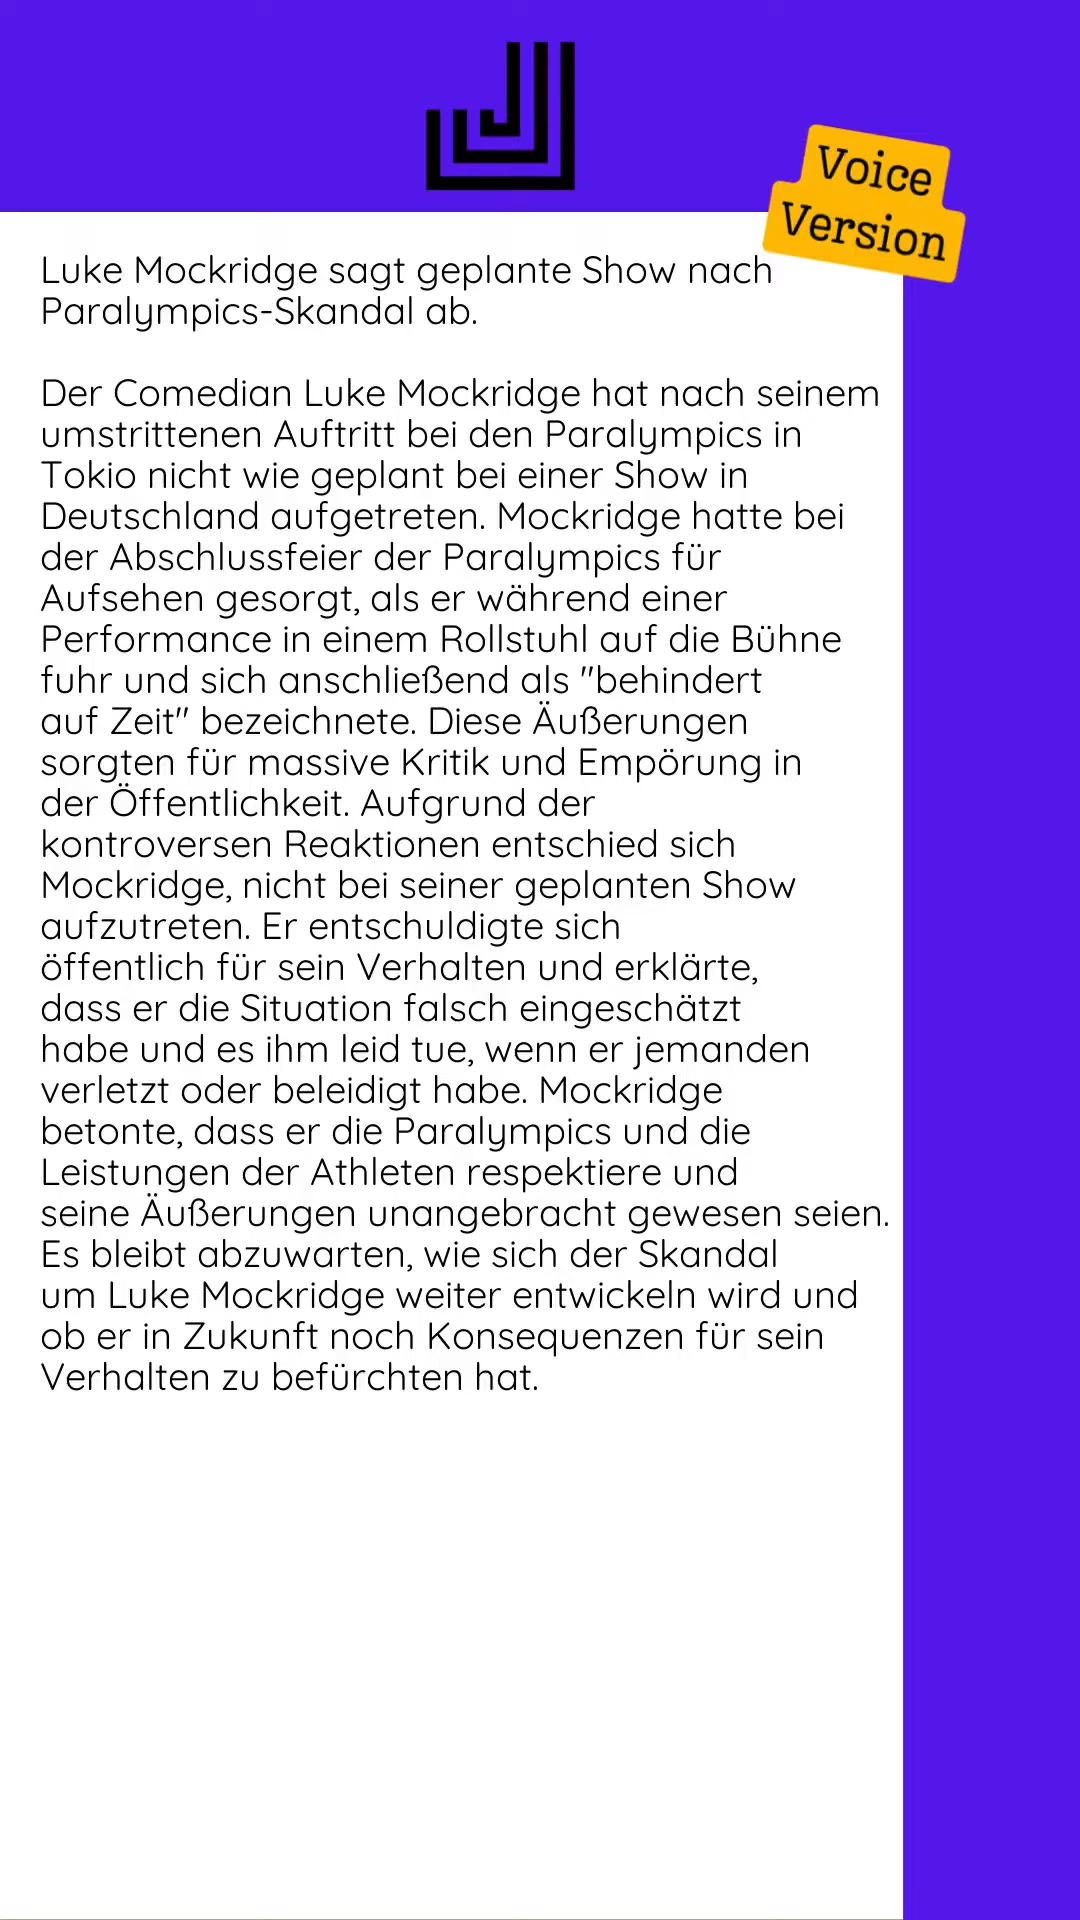 Voice
Version
Luke Mockridge sagt geplante Show nach
Paralympics-Skandal ab.
Der Comedian Luke Mockridge hat nach seinem
umstrittenen Auftritt bei den Paralympics in
Tokio nicht wie geplant bei einer Show in
Deutschland aufgetreten. Mockridge hatte bei
der Abschlussfeier der Paralympics für
Aufsehen gesorgt, als er während einer
Performance in einem Rollstuhl auf die Bühne
fuhr und sich anschließend als "behindert
auf Zeit" bezeichnete. Diese Äußerungen
sorgten für massive Kritik und Empörung in
der Öffentlichkeit. Aufgrund der
kontroversen Reaktionen entschied sich
Mockridge, nicht bei seiner geplanten Show
aufzutreten. Er entschuldigte sich
öffentlich für sein Verhalten und erklärte,
dass er die Situation falsch eingeschätzt
habe und es ihm leid tue, wenn er jemanden
verletzt oder beleidigt habe. Mockridge
betonte, dass er die Paralympics und die
Leistungen der Athleten respektiere und
seine Äußerungen unangebracht gewesen seien.
Es bleibt abzuwarten, wie sich der Skandal
um Luke Mockridge weiter entwickeln wird und
ob er in Zukunft noch Konsequenzen für sein
Verhalten zu befürchten hat.